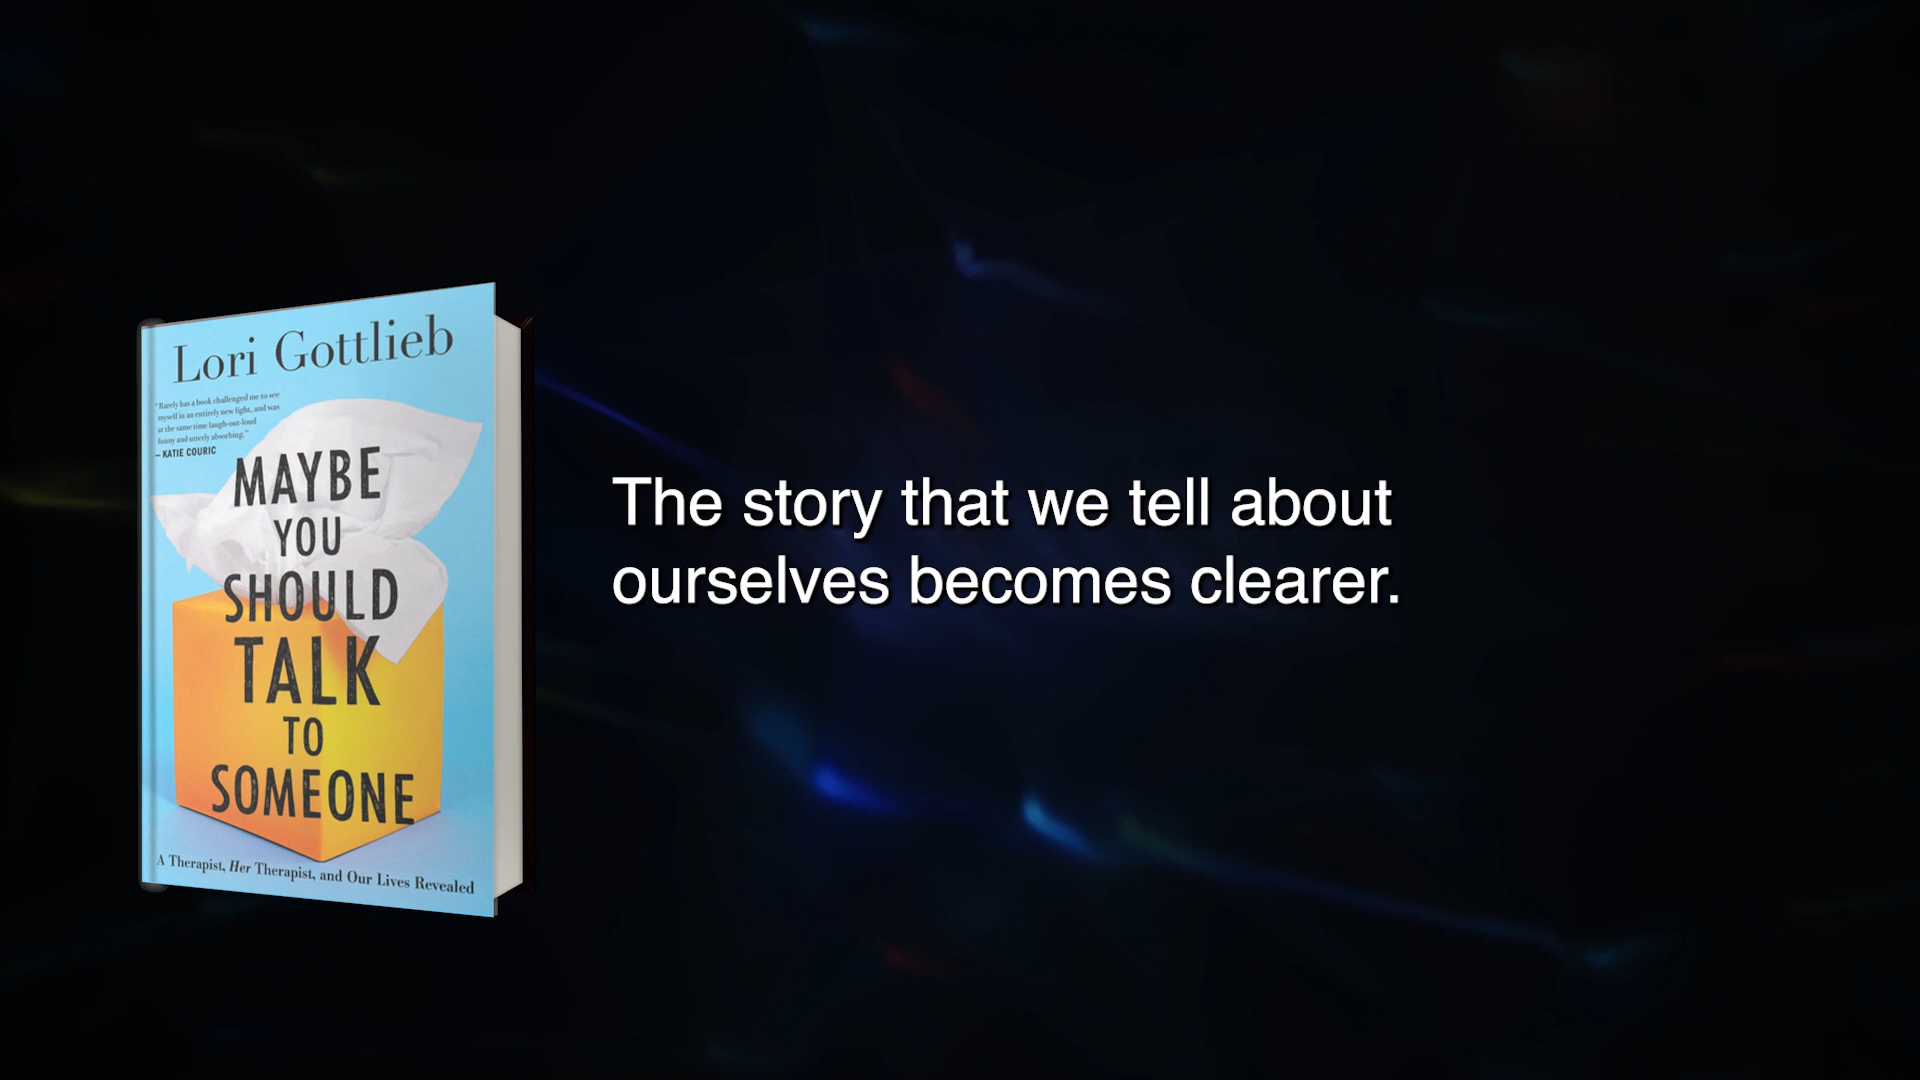 Lori Gottlieb
“Rarely has a book challenged me to see
myself in an entirely new light, and was
at the same time laugh-out-loud
funny and utterly absorbing.”
— KATIE COURIC
MAYBE
YOU
SHOULD
TALK
TO
SOMEONE
A Therapist, Her Therapist, and Our Lives Revealed
The story that we tell about
ourselves becomes clearer.